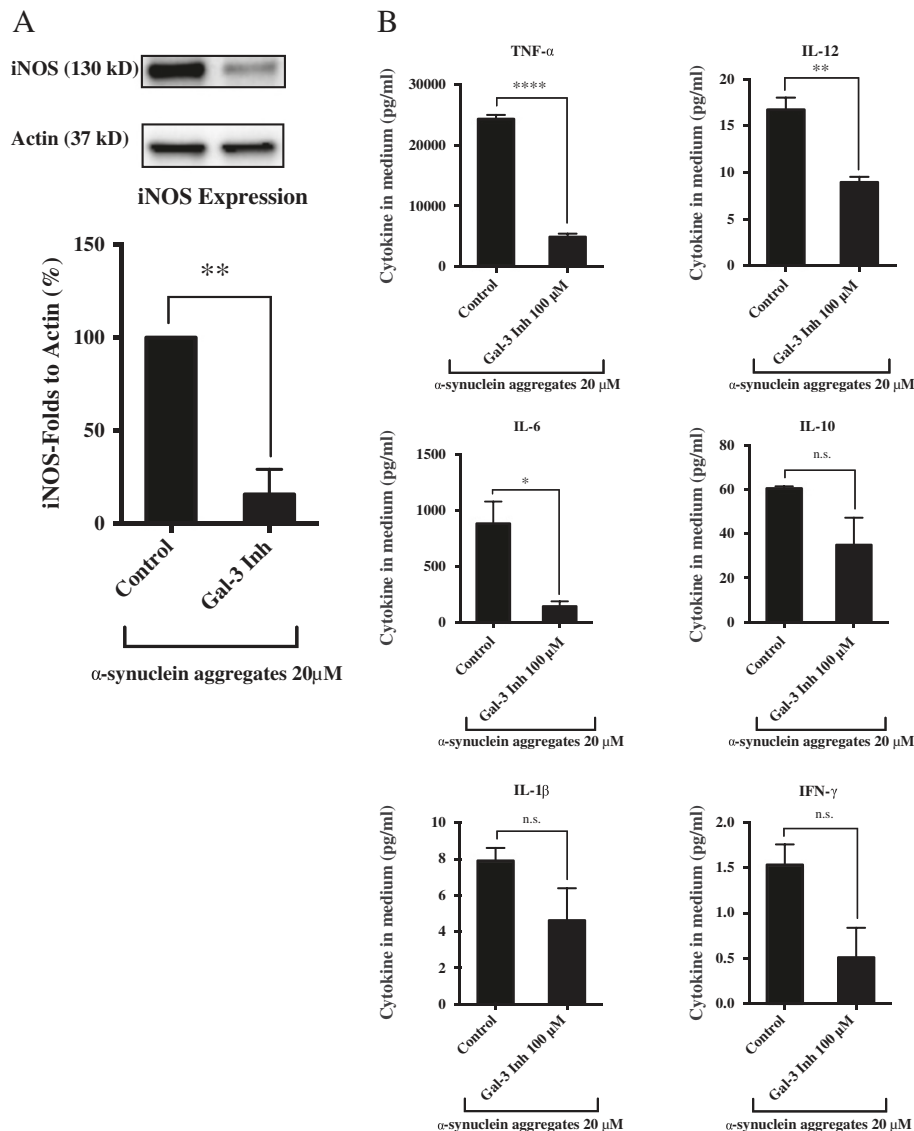 A
iNOS (130 kD)
Actin (37 kD)
iNOS Expression
iNOS-Folds to Actin (%)
150
100
50
0
**
Control
Gal-3 Inh
α-synuclein aggregates 20μM
B
TNF-α
Cytokine in medium (pg/ml)
30000
20000
10000
0
****
Control
Gal-3 Inh 100 μM
α-synuclein aggregates 20 μM
IL-12
Cytokine in medium (pg/ml)
20
15
10
5
0
**
Control
Gal-3 Inh 100 μM
α-synuclein aggregates 20 μM
IL-6
Cytokine in medium (pg/ml)
1500
1000
500
0
*
Control
Gal-3 Inh 100 μM
α-synuclein aggregates 20 μM
IL-10
Cytokine in medium (pg/ml)
80
60
40
20
0
n.s.
Control
Gal-3 Inh 100 μM
α-synuclein aggregates 20 μM
IL-1β
Cytokine in medium (pg/ml)
10
8
6
4
2
0
n.s.
Control
Gal-3 Inh 100 μM
α-synuclein aggregates 20 μM
IFN-γ
Cytokine in medium (pg/ml)
2.0
1.5
1.0
0.5
0.0
n.s.
Control
Gal-3 Inh 100 μM
α-synuclein aggregates 20 μM